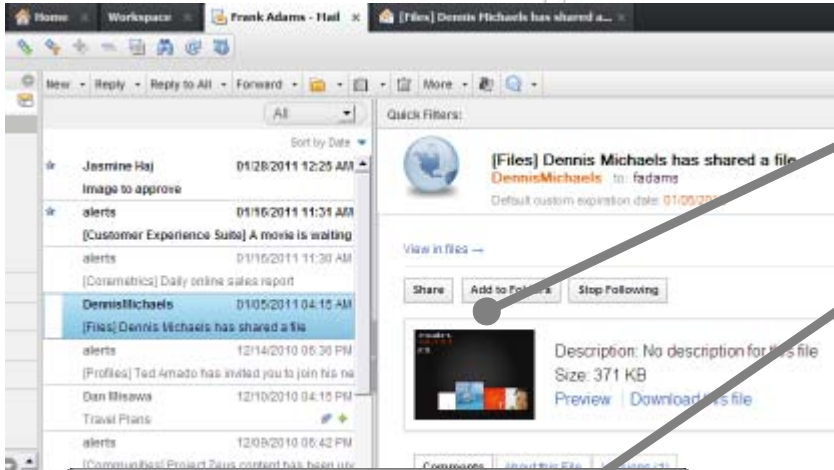 Home
Workspace
Frank Adams - Mail
[Files] Dennis Michaels has shared a...
New
Reply
Reply to All
Forward
More
All
Sort by Date
Jasmine Haj 01/28/2011 12:25 AM
Image to approve
alerts 01/16/2011 11:31 AM
[Customer Experience Suite] A movie is waiting
alerts 01/16/2011 11:30 AM
[Coremetrics] Daily online sales report
DennisMichaels 01/05/2011 04:15 AM
[Files] Dennis Michaels has shared a file
alerts 12/14/2010 06:36 PM
[Profiles] Ted Amado has invited you to join his ne
Dan Misawa 12/10/2010 04:15 PM
Travel Plans
alerts 12/09/2010 06:42 PM
[Communities] Project Zeus content has been
Quick Filters:
[Files] Dennis Michaels has shared a file
DennisMichaels to: fadams
Default custom expiration date:
View in files
Share
Add to Folders
Stop Following
Description: No description for this file
Size: 371 KB
Preview
Download this file
Comments
About this File